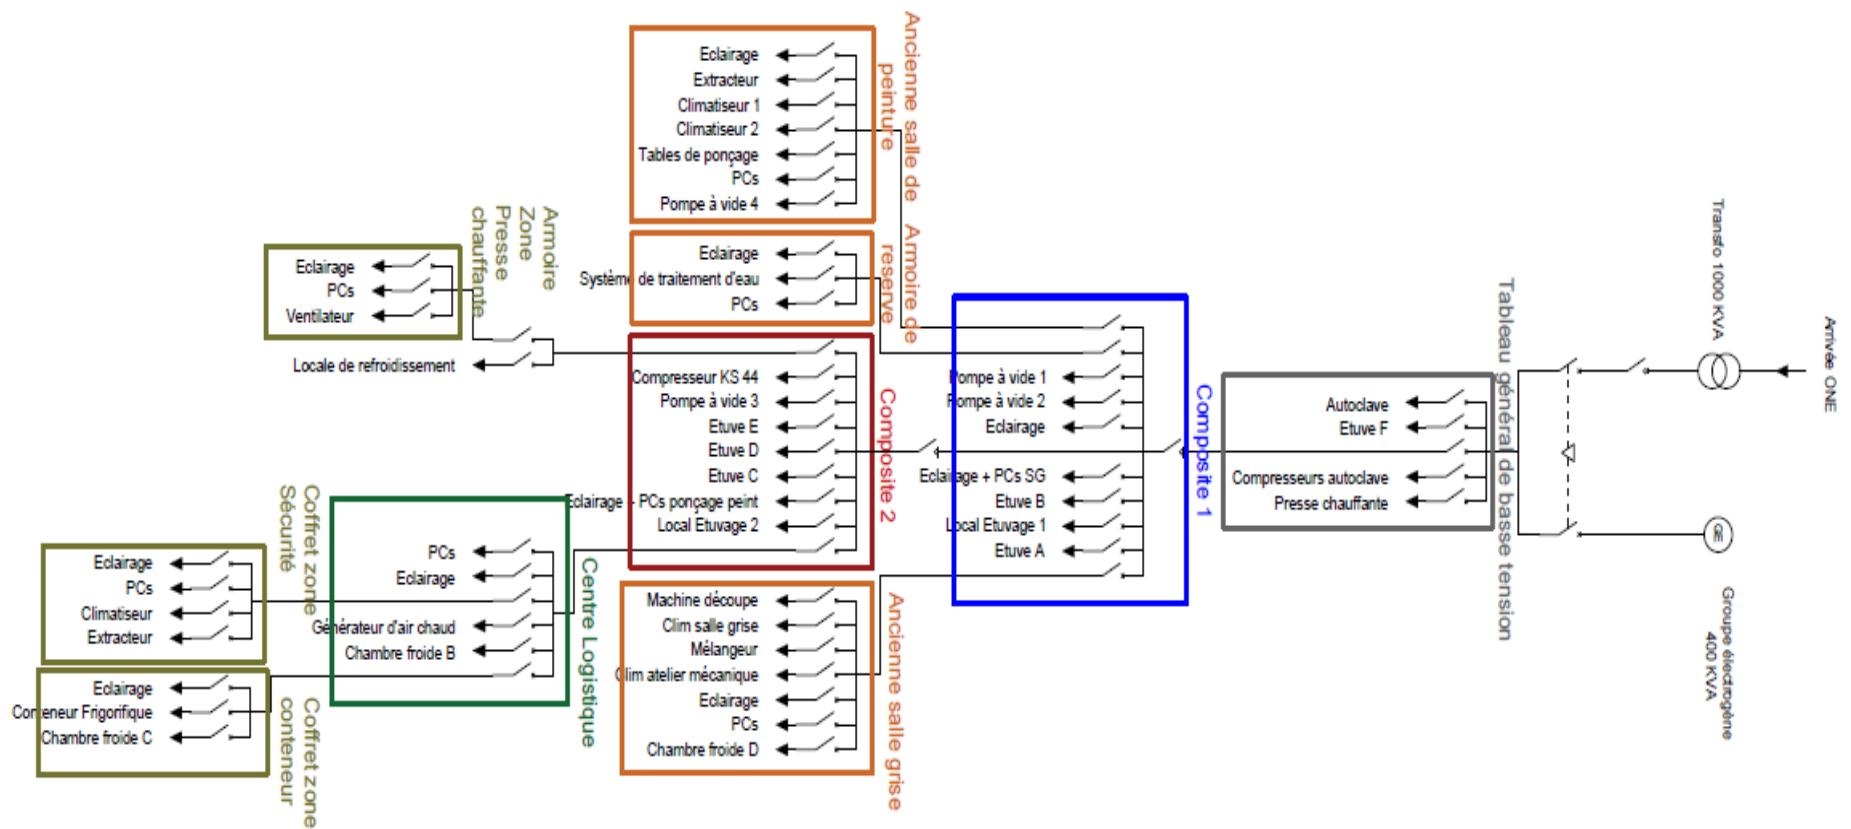 Arrivée ONE
Transfo 1000 KVA
Groupe électrogène
400 KVA
Tableau général de basse tension
Autoclave
Etuve F
Compresseurs autoclave
Presse chauffante
Composite 1
Pompe à vide 1
Pompe à vide 2
Eclairage
Eclairage + PCs SG
Etuve B
Local Etuvage 1
Etuve A
Ancienne salle de
peinture
Eclairage
Extracteur
Climatiseur 1
Climatiseur 2
Tables de ponçage
PCs
Pompe à vide 4
Armoire de
reserve
Eclairage
Système de traitement d'eau
PCs
Composite 2
Compresseur KS 44
Pompe à vide 3
Etuve E
Etuve D
Etuve C
Eclairage + PCs ponçage peint
Local Etuvage 2
Ancienne salle grise
Machine découpe
Clim salle grise
Mélangeur
Clim atelier mécanique
Eclairage
PCs
Chambre froide D
Armoire
Zone
Presse
chauffante
Eclairage
PCs
Ventilateur
Locale de refroidissement
Centre Logistique
PCs
Eclairage
Générateur d'air chaud
Chambre froide B
Coffret zone
Sécurité
Eclairage
PCs
Climatiseur
Extracteur
Coffret zone
conteneur
Eclairage
Conteneur Frigorifique
Chambre froide C
GE